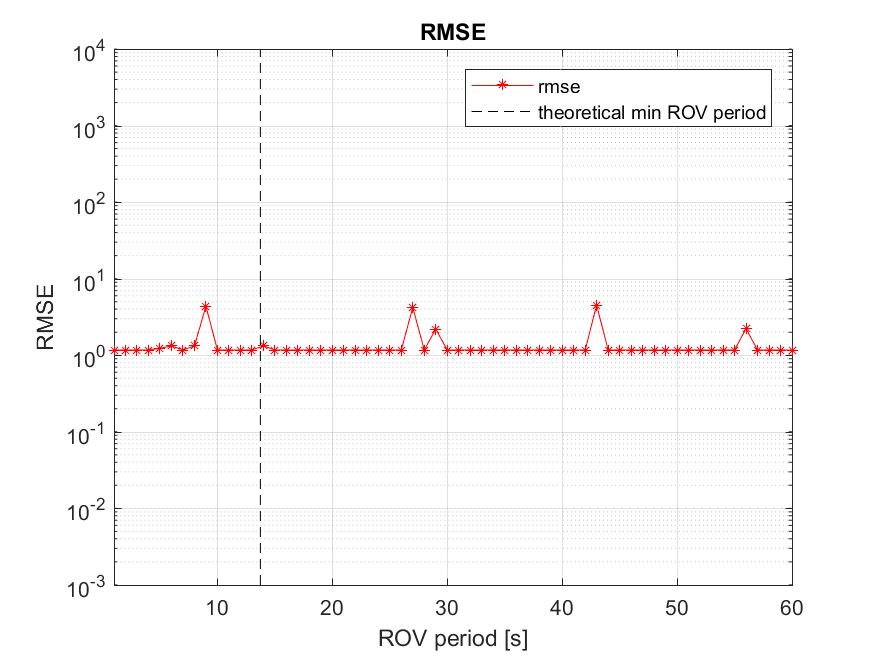 RMSE
10^4
10^3
10^2
10^1
10^0
10^-1
10^-2
10^-3
RMSE
rmse
theoretical min ROV period
10 20 30 40 50 60
ROV period [s]